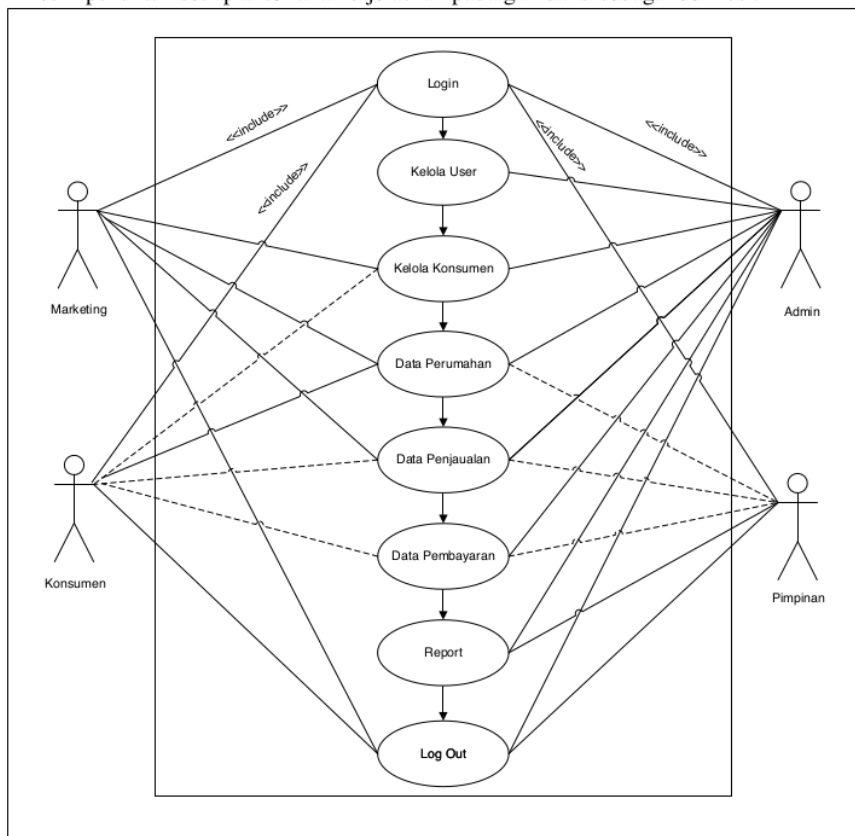 Login
<<include>>
<<include>>
<<include>>
<<include>>
Kelola User
Kelola Konsumen
Marketing
Admin
Data Perumahan
Data Penjaualan
Data Pembayaran
Konsumen
Pimpinan
Report
Log Out